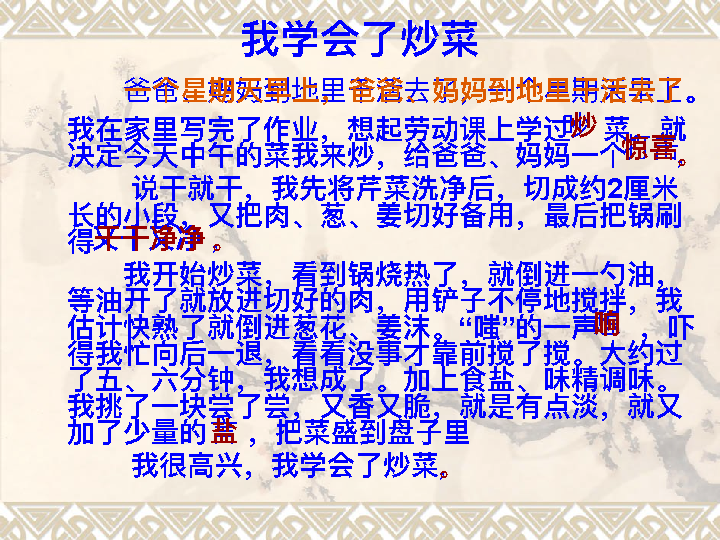 我学会了炒菜
一个星期天早上，爸爸、妈妈到地里干活去了。
我在家里写完了作业，想起劳动课上学过炒菜，就
决定今天中午的菜我来炒，给爸爸、妈妈一个惊喜。
说干就干，我先将芹菜洗净后，切成约2厘米
长的小段，又把肉、葱、姜切好备用，最后把锅刷
得干干净净。
我开始炒菜，看到锅烧热了，就倒进一勺油，
等油开了就放进切好的肉，用铲子不停地搅拌，我
估计快熟了就倒进葱花、姜沫。“嗤”的一声响，吓
得我忙向后一退，看看没事才靠前搅了搅。大约过
了五、六分钟，我想成了。加上食盐、味精调味。
我挑了一块尝了尝，又香又脆，就是有点淡，就又
加了少量的盐，把菜盛到盘子里
我很高兴，我学会了炒菜。